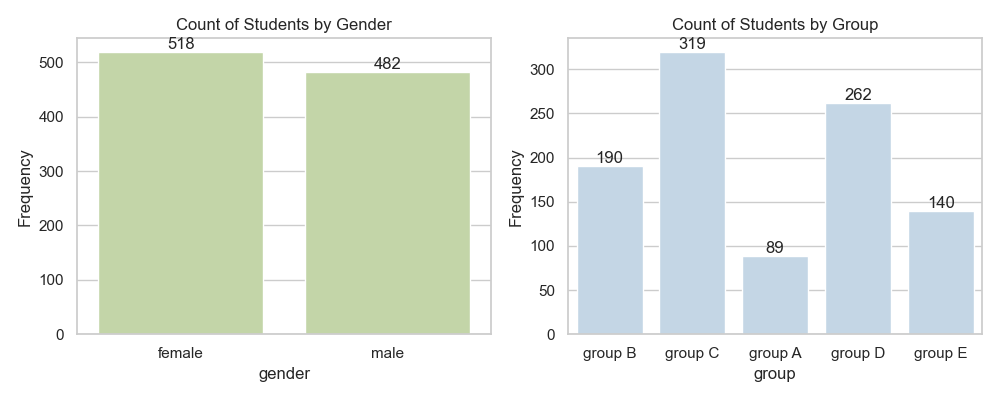 Count of Students by Gender
518
482
500
400
300
200
100
0
Frequency
female
male
gender
Count of Students by Group
190
319
89
262
140
300
250
200
150
100
50
0
Frequency
group B
group C
group A
group D
group E
group